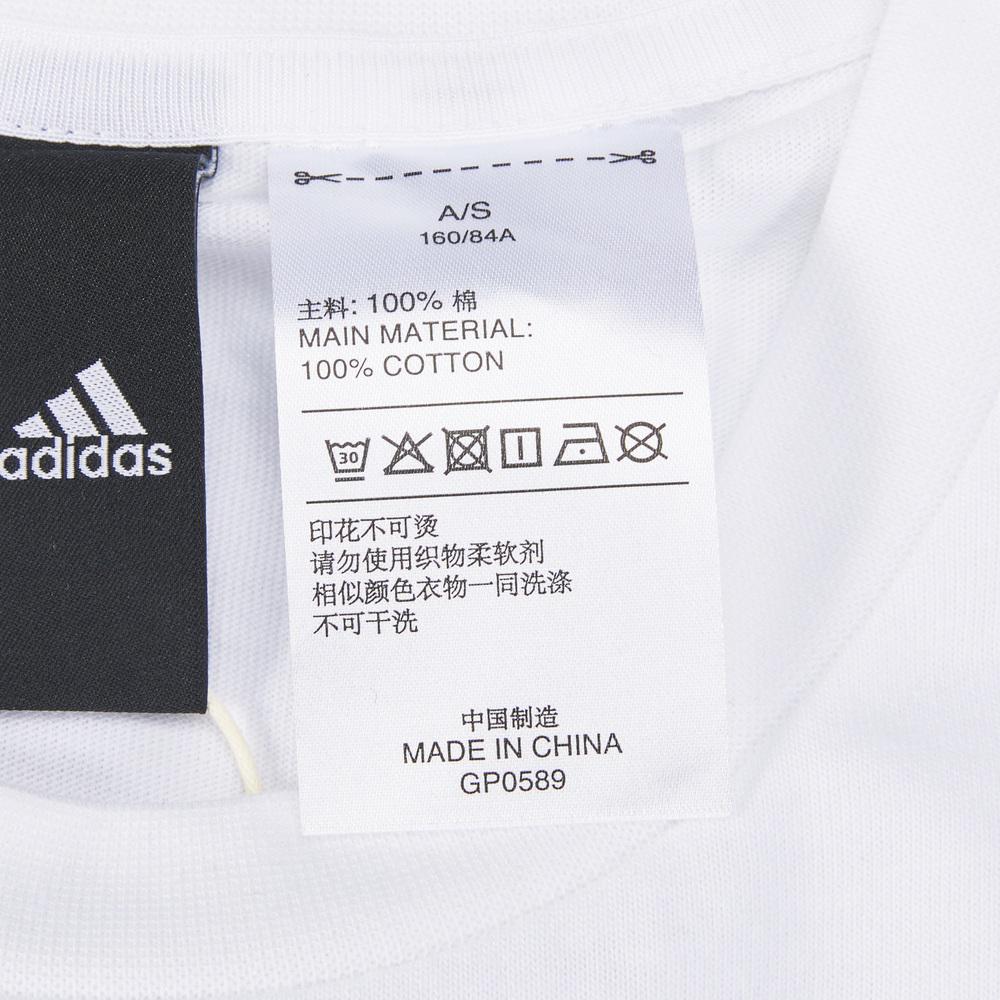 adidas
A/S
160/84A
主料: 100% 棉
MAIN MATERIAL:
100% COTTON
30
印花不可烫
请勿使用织物柔软剂
相似颜色衣物一同洗涤
不可干洗
中国制造
MADE IN CHINA
GP0589